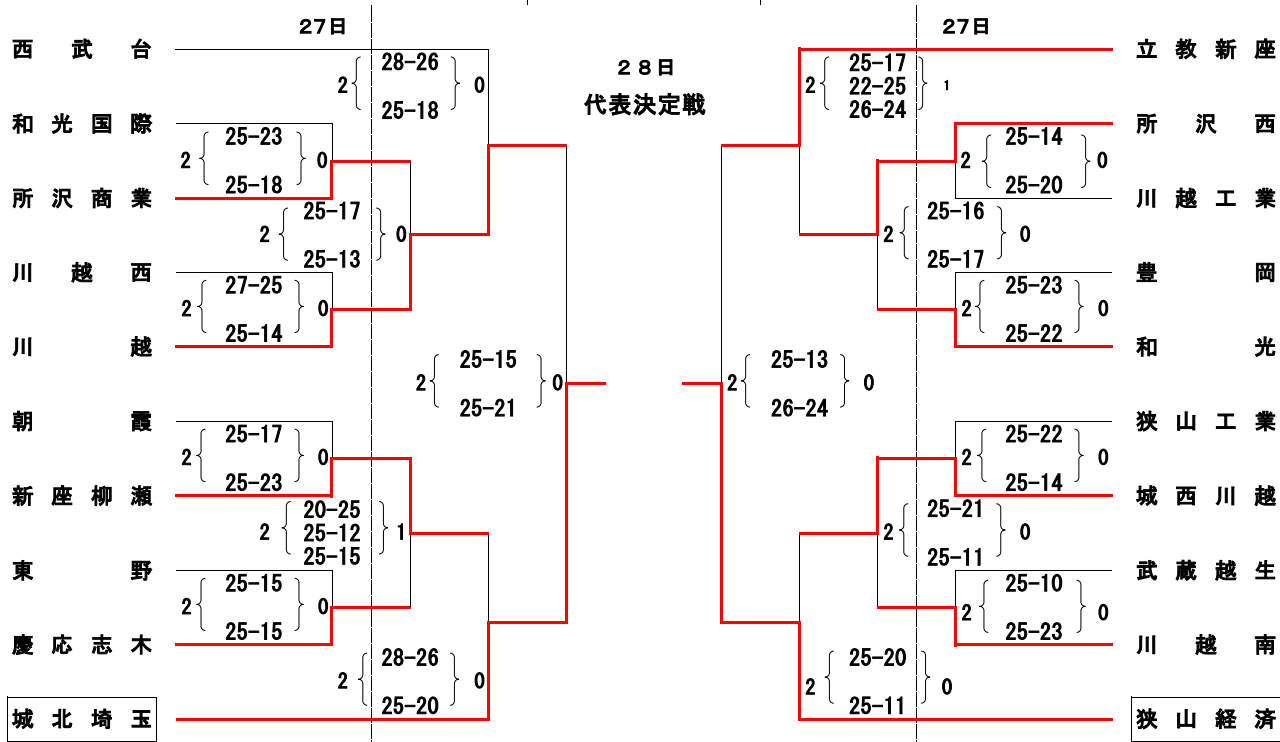 27日
27日
28日
代表決定戦
西武台
28-26
2 0
25-18
和光国際
25-23
2 0
25-18
所沢商業
25-17
2 0
25-13
川越西
27-25
2 0
25-14
川越
25-15
2 0
25-21
朝霞
25-17
2 0
25-23
新座柳瀬
20-25
2 25-12 1
25-15
東野
25-15
2 0
25-15
慶応志木
28-26
2 0
25-20
城北埼玉
立教新座
25-17
2 22-25 1
26-24
所沢西
25-14
2 0
25-20
川越工業
25-16
2 0
25-17
豊岡
25-23
2 0
25-22
和光
25-13
2 0
26-24
狭山工業
25-22
2 0
25-14
城西川越
25-21
2 0
25-11
武蔵越生
25-10
2 0
25-23
川越南
25-20
2 0
25-11
狭山経済